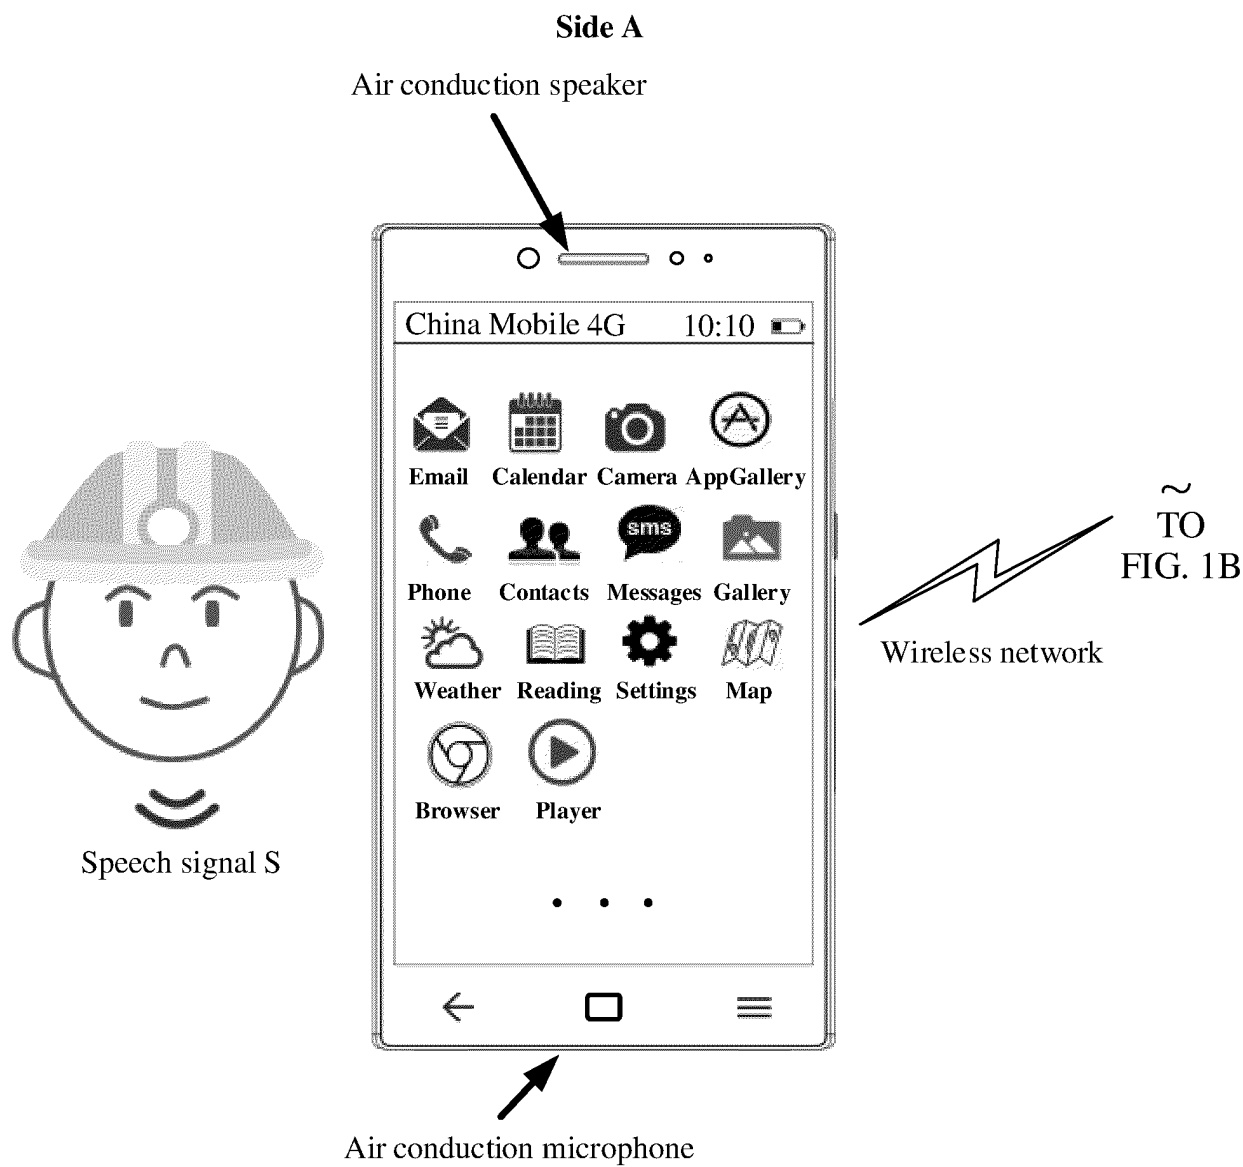 Side A
Air conduction speaker
China Mobile 4G 10:10
Email Calendar Camera AppGallery
sms
Phone Contacts Messages Gallery
Weather Reading Settings Map
Browser Player
Speech signal S
~
TO
FIG. 1B
Wireless network
Air conduction microphone